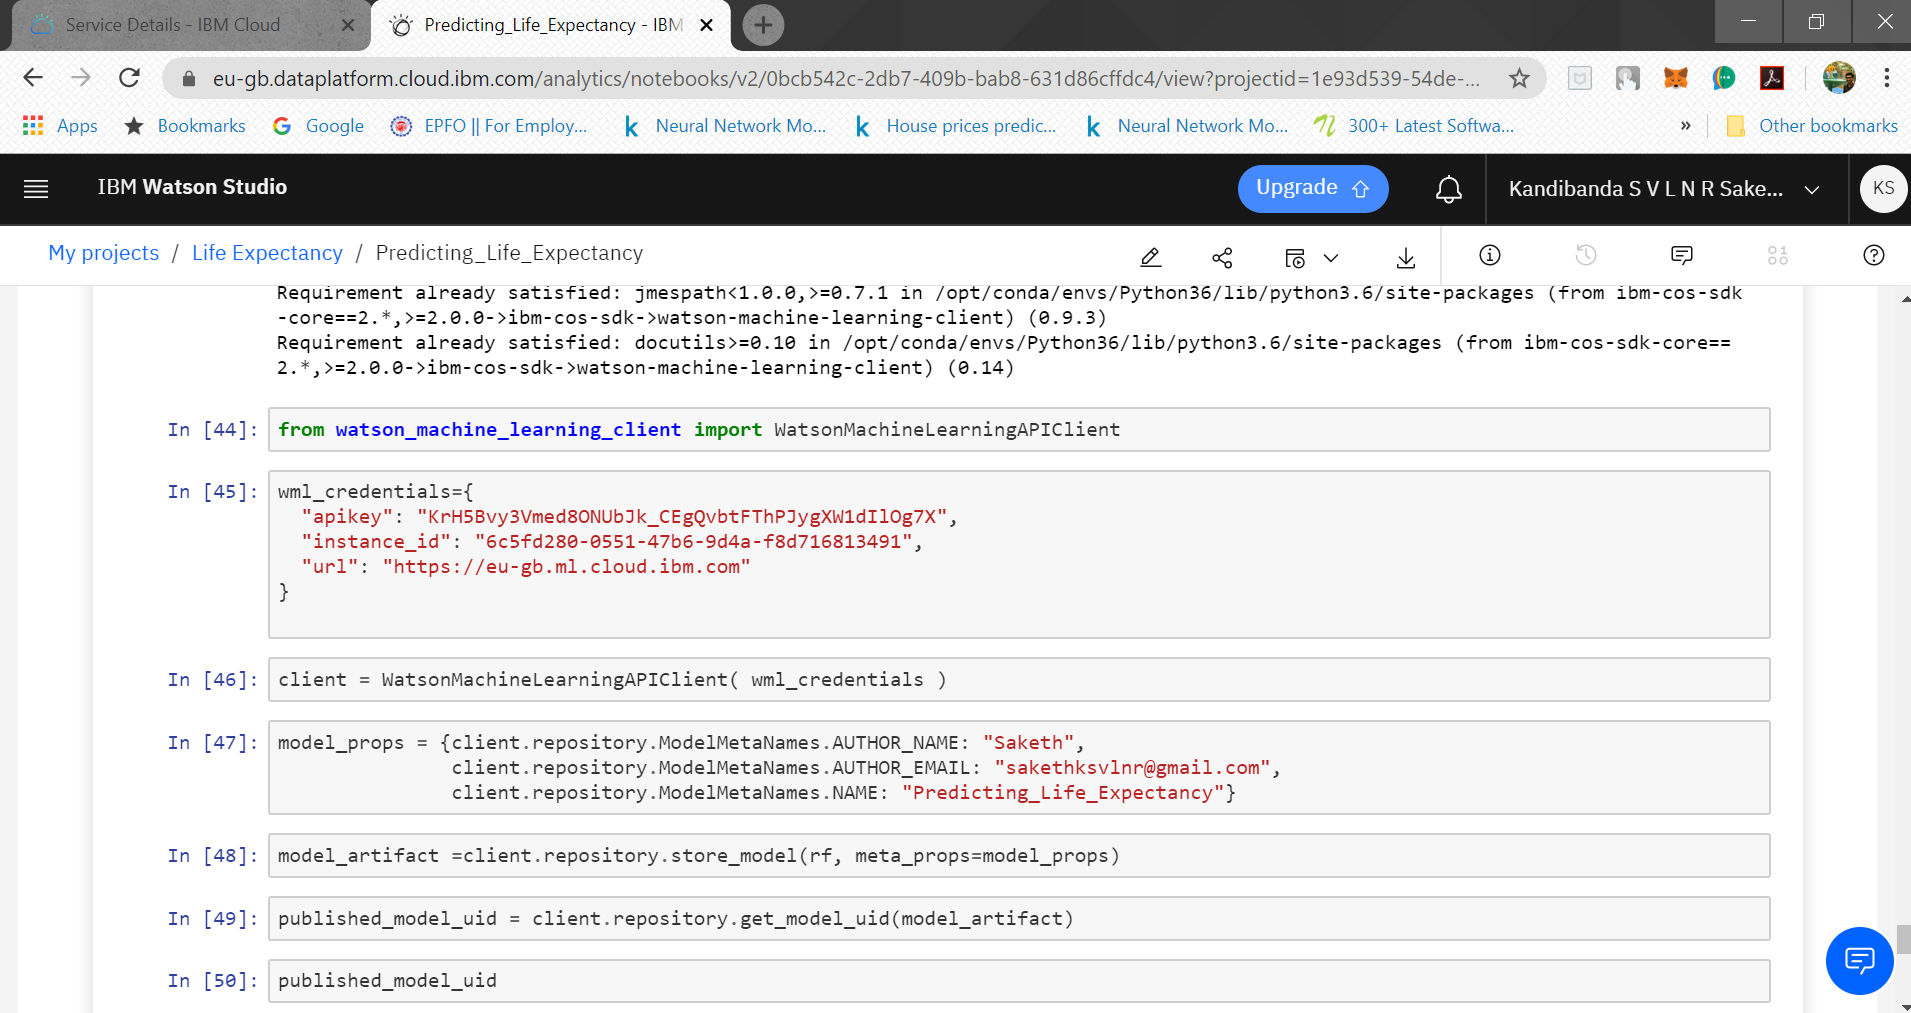 Service Details - IBM Cloud
Predicting_Life_Expectancy - IBM
eu-gb.dataplatform.cloud.ibm.com/analytics/notebooks/v2/0bcb542c-2db7-409b-bab8-631d86cffdc4/view?projectid=1e93d539-54de-...
Apps Bookmarks Google EPFO || For Employ... Neural Network Mo... House prices predic... Neural Network Mo... 300+ Latest Softwa... » Other bookmarks
IBM Watson Studio Upgrade Kandibanda S V L N R Sake... KS
My projects / Life Expectancy / Predicting_Life_Expectancy
Requirement already satisfied: jmespath<1.0.0,>=0.7.1 in /opt/conda/envs/Python36/lib/python3.6/site-packages (from ibm-cos-sdk
-core==2.*,>=2.0.0->ibm-cos-sdk->watson-machine-learning-client) (0.9.3)
Requirement already satisfied: docutils>=0.10 in /opt/conda/envs/Python36/lib/python3.6/site-packages (from ibm-cos-sdk-core==
2.*,>=2.0.0->ibm-cos-sdk->watson-machine-learning-client) (0.14)
In [44]: from watson_machine_learning_client import WatsonMachineLearningAPIClient
In [45]: wml_credentials={
"apikey": "KrH5Bvy3Vmed8ONUbJk_CEgQvbtFThPJygXW1dIlOg7X",
"instance_id": "6c5fd280-0551-47b6-9d4a-f8d716813491",
"url": "https://eu-gb.ml.cloud.ibm.com"
}
In [46]: client = WatsonMachineLearningAPIClient( wml_credentials )
In [47]: model_props = {client.repository.ModelMetaNames.AUTHOR_NAME: "Saketh",
client.repository.ModelMetaNames.AUTHOR_EMAIL: "sakethksvlnr@gmail.com",
client.repository.ModelMetaNames.NAME: "Predicting_Life_Expectancy"}
In [48]: model_artifact =client.repository.store_model(rf, meta_props=model_props)
In [49]: published_model_uid = client.repository.get_model_uid(model_artifact)
In [50]: published_model_uid